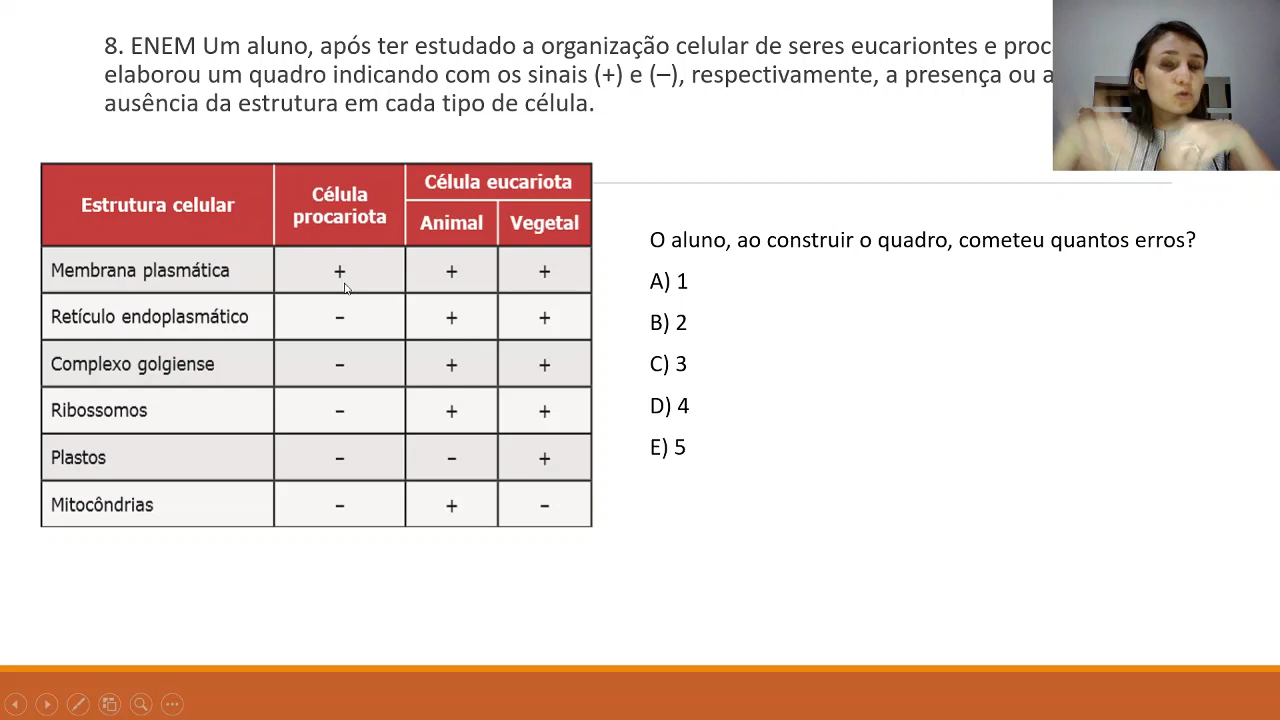 8. ENEM Um aluno, após ter estudado a organização celular de seres eucariontes e
elaborou um quadro indicando com os sinais (+) e (–), respectivamente, a presença ou a
ausência da estrutura em cada tipo de célula.
Estrutura celular Célula procariota Célula eucariota
Animal Vegetal
Membrana plasmática + + +
Retículo endoplasmático – + +
Complexo golgiense – + +
Ribossomos – + +
Plastos – – +
Mitocôndrias – + –
O aluno, ao construir o quadro, cometeu quantos erros?
A) 1
B) 2
C) 3
D) 4
E) 5